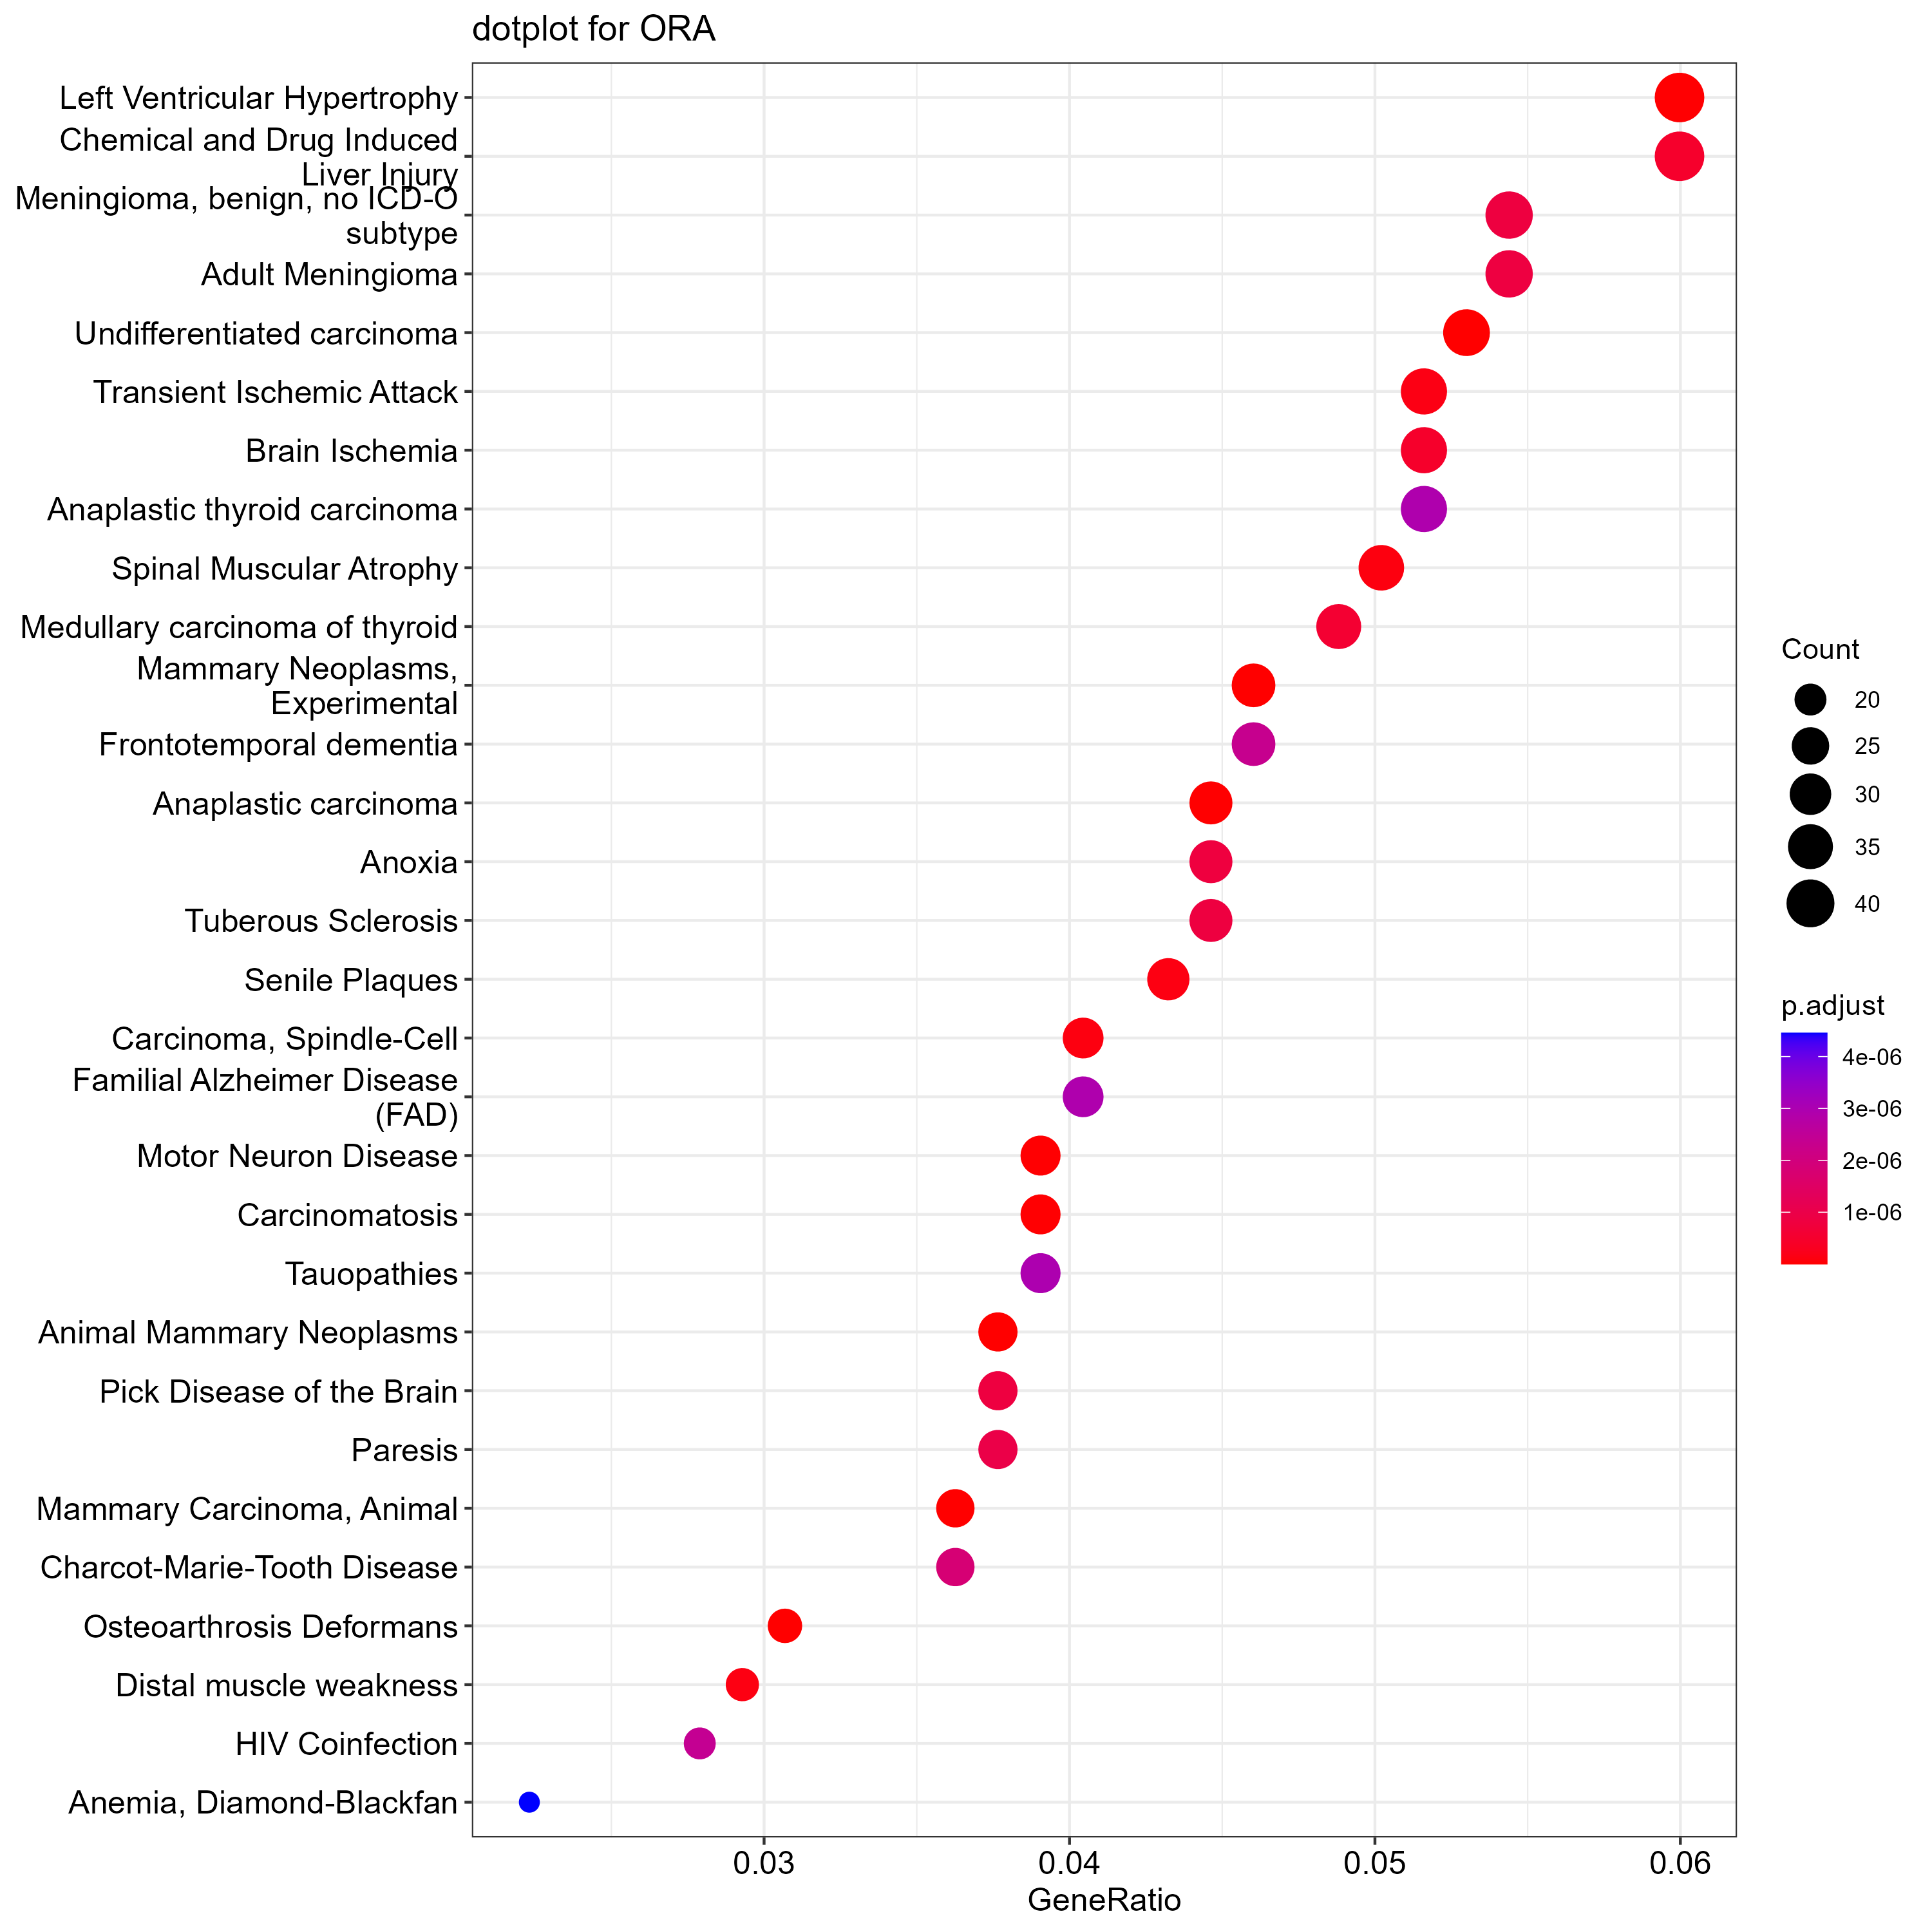 dotplot for ORA
Left Ventricular Hypertrophy
Chemical and Drug Induced
Liver Injury
Meningioma, benign, no ICD-O
subtype
Adult Meningioma
Undifferentiated carcinoma
Transient Ischemic Attack
Brain Ischemia
Anaplastic thyroid carcinoma
Spinal Muscular Atrophy
Medullary carcinoma of thyroid
Mammary Neoplasms,
Experimental
Frontotemporal dementia
Anaplastic carcinoma
Anoxia
Tuberous Sclerosis
Senile Plaques
Carcinoma, Spindle-Cell
Familial Alzheimer Disease
(FAD)
Motor Neuron Disease
Carcinomatosis
Tauopathies
Animal Mammary Neoplasms
Pick Disease of the Brain
Paresis
Mammary Carcinoma, Animal
Charcot-Marie-Tooth Disease
Osteoarthrosis Deformans
Distal muscle weakness
HIV Coinfection
Anemia, Diamond-Blackfan
0.03 0.04 0.05 0.06
GeneRatio
Count
20
25
30
35
40
p.adjust
4e-06
3e-06
2e-06
1e-06